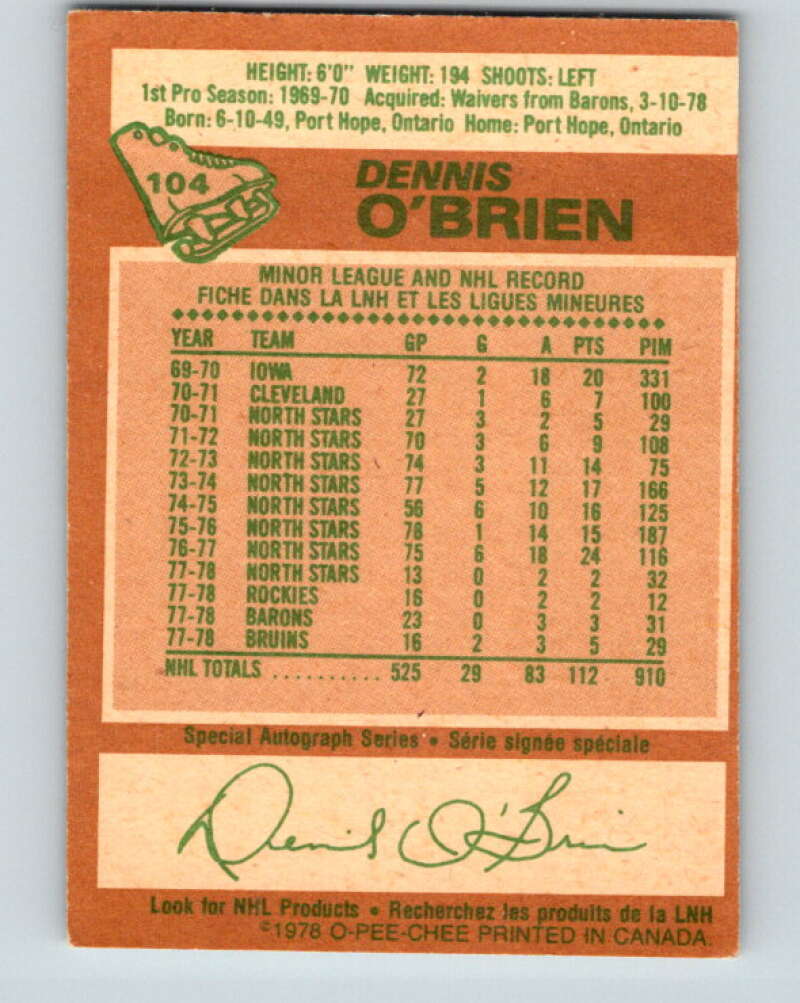 HEIGHT: 6'0" WEIGHT: 194 SHOOTS: LEFT
1st Pro Season: 1969-70 Acquired: Waivers from Barons, 3-10-78
Born: 6-10-49, Port Hope, Ontario Home: Port Hope, Ontario
104
DENNIS
O'BRIEN
MINOR LEAGUE AND NHL RECORD
FICHE DANS LA LNH ET LES LIGUES MINEURES
YEAR TEAM GP G A PTS PIM
69-70 IOWA 72 2 18 20 331
70-71 CLEVELAND 27 1 6 7 100
70-71 NORTH STARS 27 3 2 5 29
71-72 NORTH STARS 70 3 6 9 108
72-73 NORTH STARS 74 3 11 14 75
73-74 NORTH STARS 77 5 12 17 166
74-75 NORTH STARS 56 6 10 16 125
75-76 NORTH STARS 78 1 14 15 187
76-77 NORTH STARS 75 6 18 24 116
77-78 NORTH STARS 13 0 2 2 32
77-78 ROCKIES 16 0 2 2 12
77-78 BARONS 23 0 3 3 31
77-78 BRUINS 16 2 3 5 29
NHL TOTALS .......... 525 29 83 112 910
Special Autograph Series • Série signée spéciale
Dennis O'Brien
Look for NHL Products • Recherchez les produits de la LNH
©1978 O-PEE-CHEE PRINTED IN CANADA.